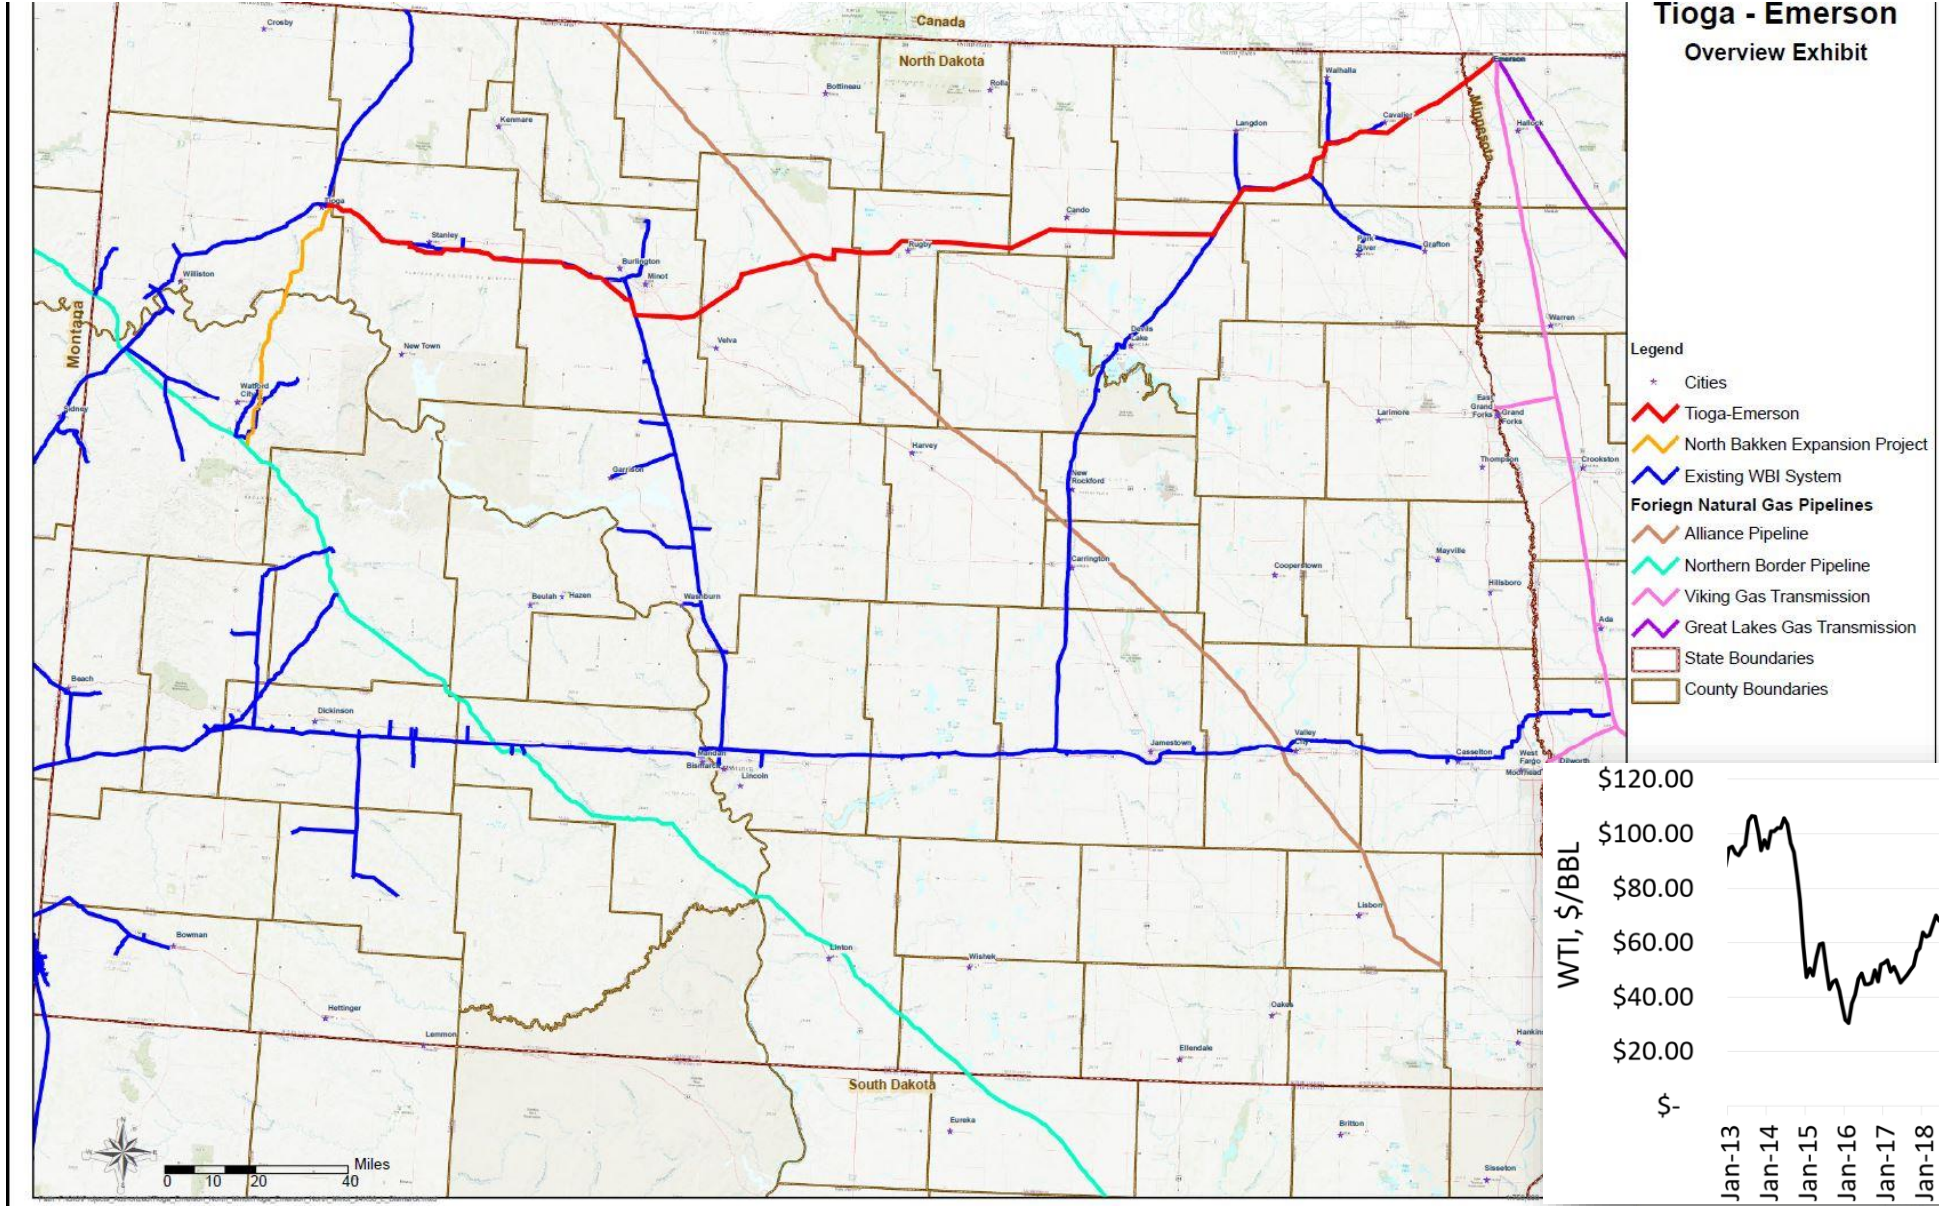 Tioga - Emerson
Overview Exhibit
Canada
North Dakota
Crosby
Bottineau
Rolla
Walhalla
Emerson
Kenmare
Langdon
Cavalier
Hallock
Minnesota
Tioga
Stanley
Cando
Rugby
Park
River
Grafton
Burlington
Minot
Williston
Montana
New Town
Velva
Devils
Lake
Warren
Watford
City
Sidney
Larimore
East
Grand
Forks
Grand
Forks
Harvey
Garrison
New
Rockford
Thompson
Crookston
Carrington
Cooperstown
Mayville
Hillsboro
Beulah
Hazen
Washburn
Ada
Beach
Dickinson
Mandan
Bismarck
Lincoln
Jamestown
Valley
City
Casselton
West
Fargo
Dilworth
Moorhead
Bowman
Linton
Wishek
Lisbon
Hettinger
Lemmon
Oakes
Ellendale
Hankin
South Dakota
Eureka
Britton
Sisseton
Miles
0 10 20 40
Legend
Cities
Tioga-Emerson
North Bakken Expansion Project
Existing WBI System
Foriegn Natural Gas Pipelines
Alliance Pipeline
Northern Border Pipeline
Viking Gas Transmission
Great Lakes Gas Transmission
State Boundaries
County Boundaries
WTI, $/BBL
$120.00
$100.00
$80.00
$60.00
$40.00
$20.00
$-
Jan-13
Jan-14
Jan-15
Jan-16
Jan-17
Jan-18